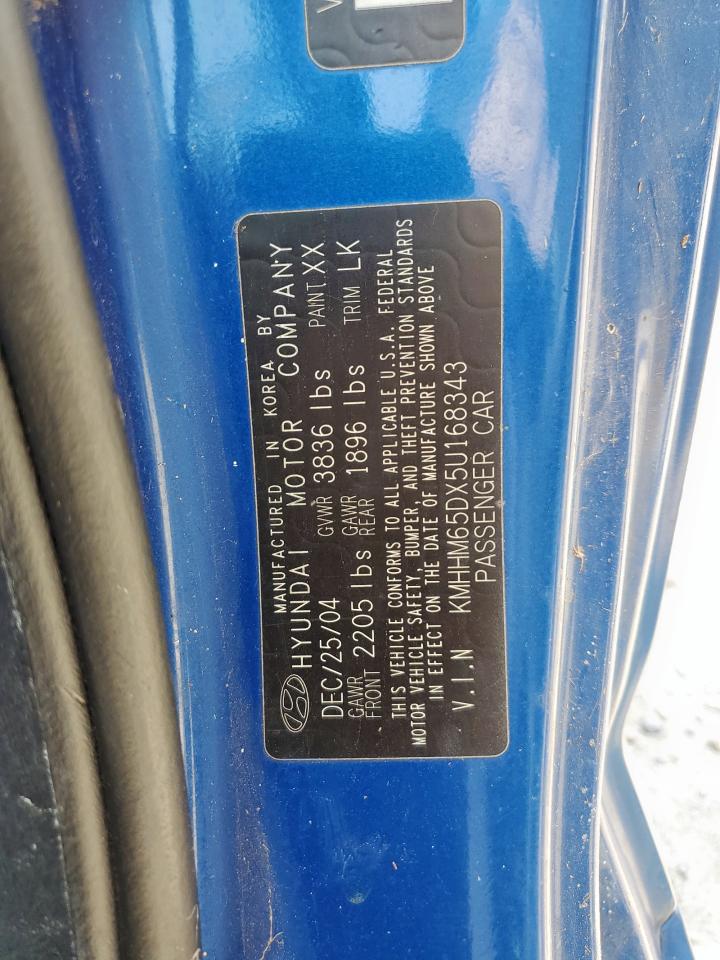 V
MANUFACTURED IN KOREA BY
HYUNDAI MOTOR COMPANY
DEC/25/04 GVWR 3836 lbs PAINT XX
GAWR FRONT 2205 lbs GAWR REAR 1896 lbs TRIM LK
THIS VEHICLE CONFORMS TO ALL APPLICABLE U.S.A. FEDERAL
MOTOR VEHICLE SAFETY, BUMPER, AND THEFT PREVENTION STANDARDS
IN EFFECT ON THE DATE OF MANUFACTURE SHOWN ABOVE
V.I.N KMHHM65DX5U168343
PASSENGER CAR